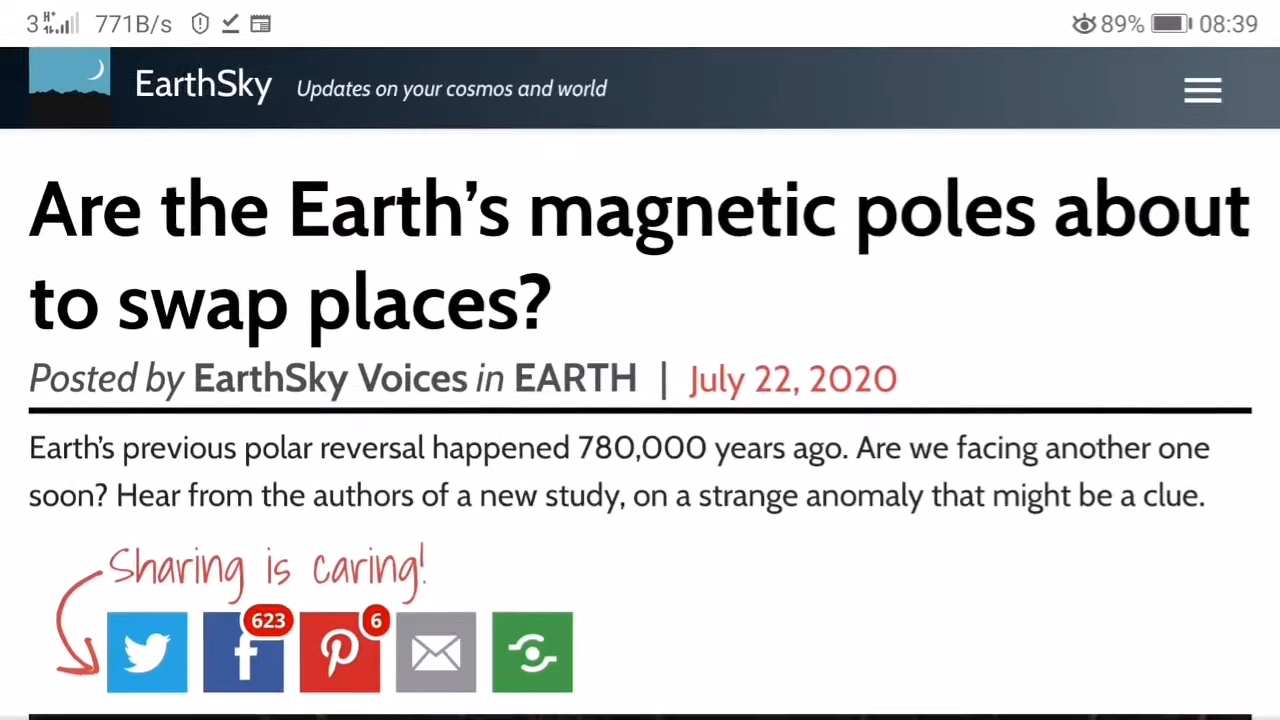 3 H+ 771B/s 89% 08:39
EarthSky Updates on your cosmos and world
Are the Earth’s magnetic poles about
to swap places?
Posted by EarthSky Voices in EARTH | July 22, 2020
Earth’s previous polar reversal happened 780,000 years ago. Are we facing another one
soon? Hear from the authors of a new study, on a strange anomaly that might be a clue.
Sharing is caring!
623 6